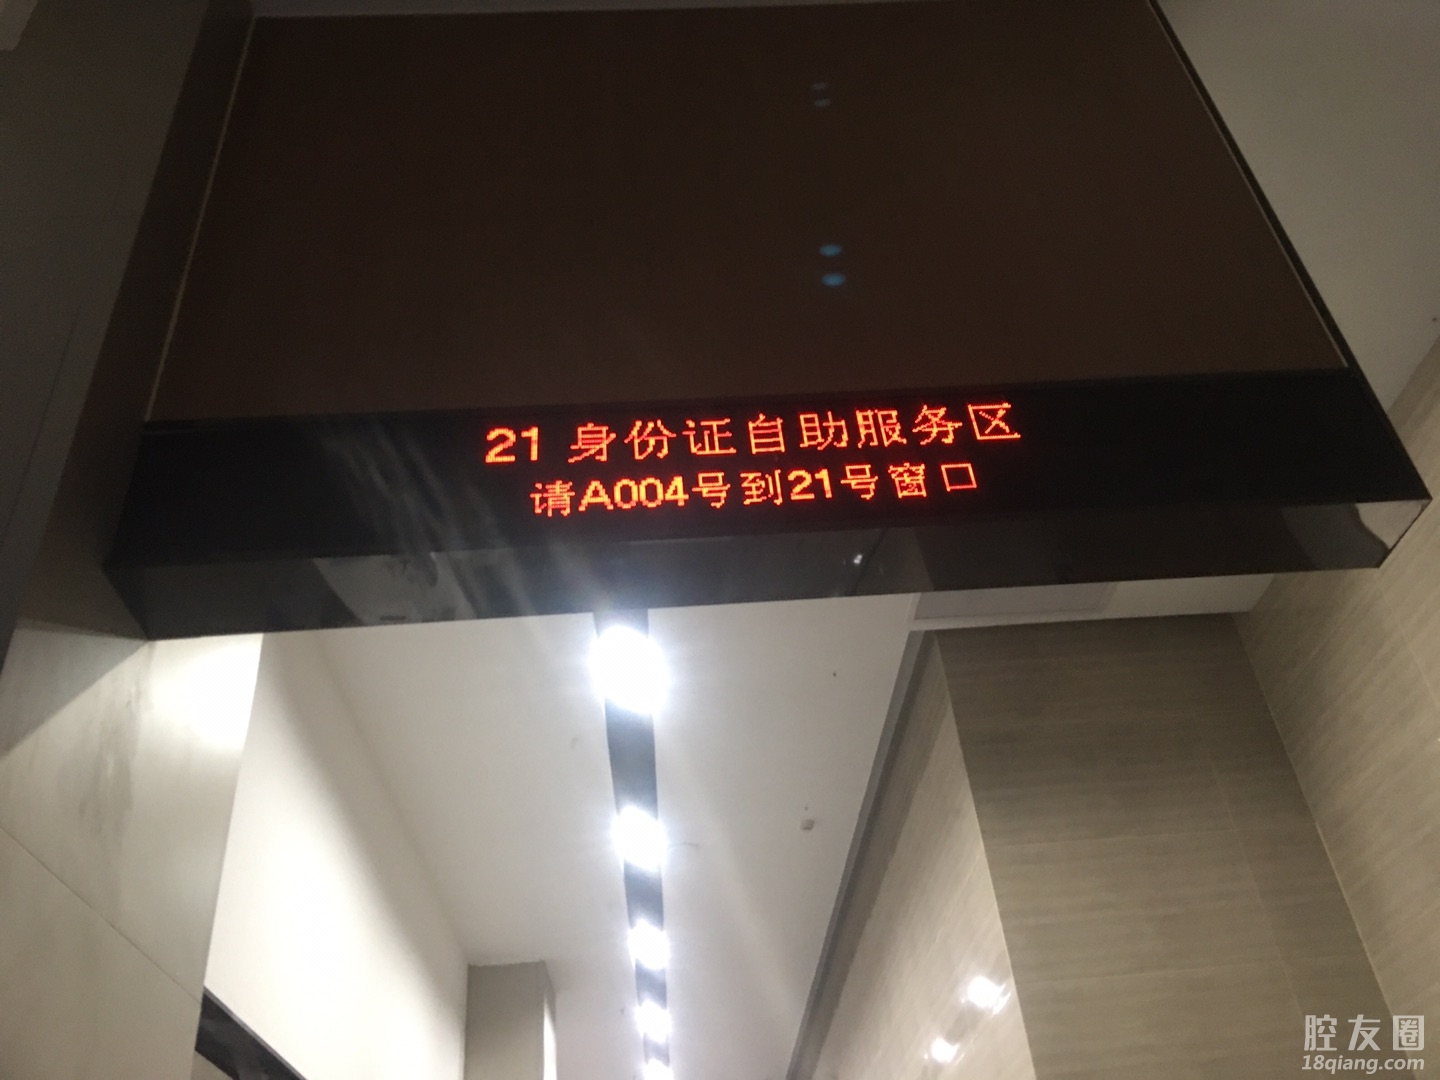 21 身份证自助服务区
请A004号到21号窗口
腔友圈
18qiang.com